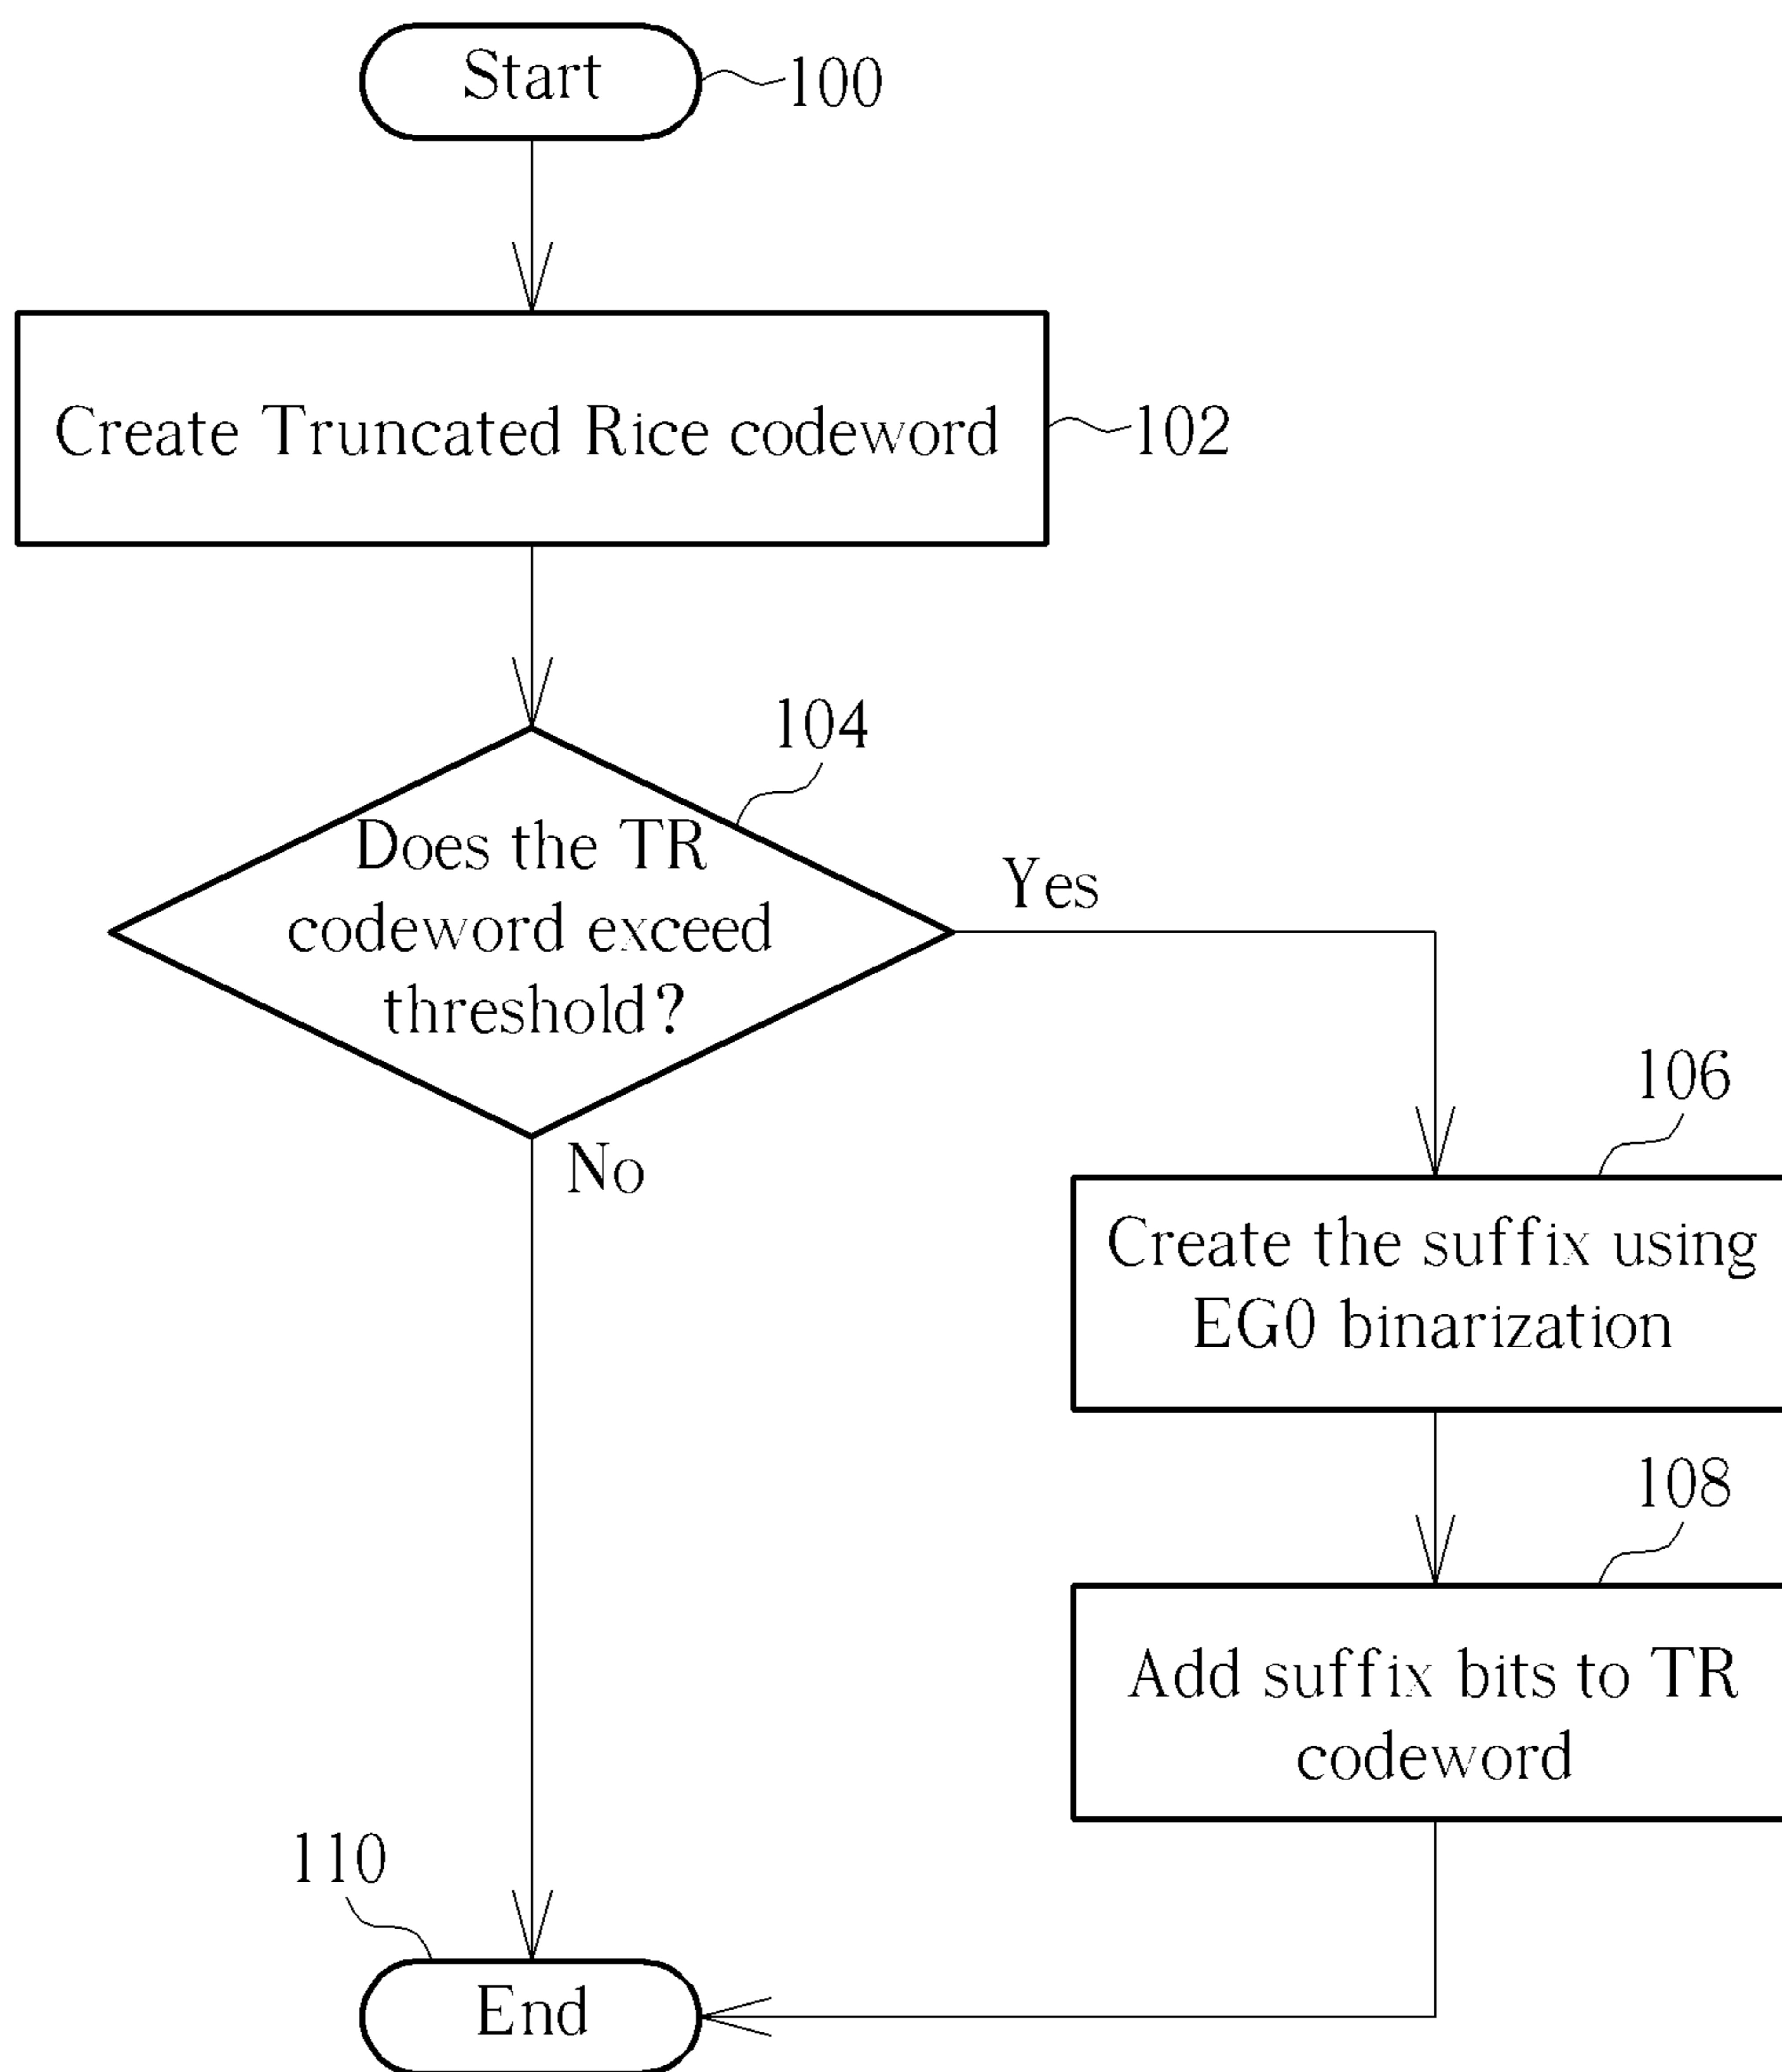 Start
100
Create Truncated Rice codeword
102
104
Does the TR
codeword exceed
threshold?
Yes
No
106
Create the suffix using
EG0 binarization
108
Add suffix bits to TR
codeword
110
End